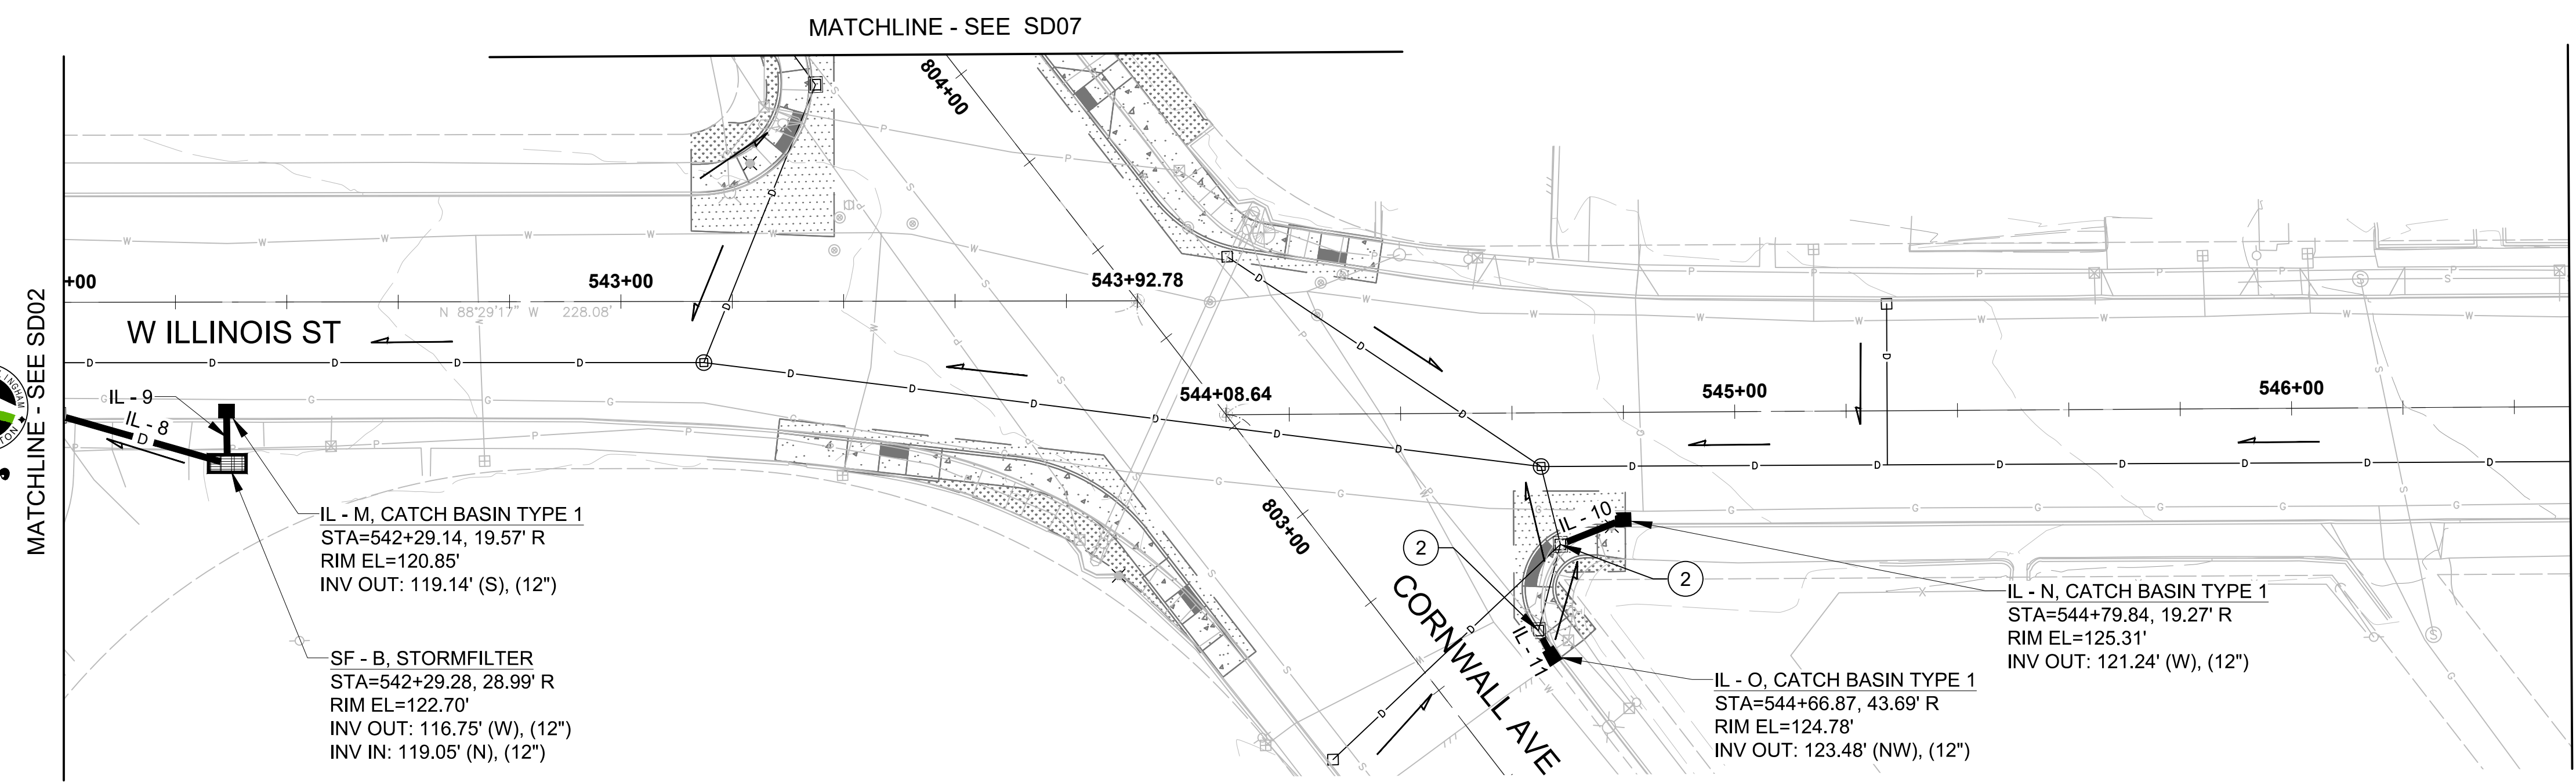 MATCHLINE - SEE SD07
804+00
MATCHLINE - SEE SD02
+00
543+00
543+92.78
N 88°29'17" W 228.08'
W ILLINOIS ST
544+08.64
545+00
546+00
IL - 9
IL - 8
IL - M, CATCH BASIN TYPE 1
STA=542+29.14, 19.57' R
RIM EL=120.85'
INV OUT: 119.14' (S), (12")
SF - B, STORMFILTER
STA=542+29.28, 28.99' R
RIM EL=122.70'
INV OUT: 116.75' (W), (12")
INV IN: 119.05' (N), (12")
803+00
CORNWALL AVE
2
IL - 10
2
IL - 11
IL - N, CATCH BASIN TYPE 1
STA=544+79.84, 19.27' R
RIM EL=125.31'
INV OUT: 121.24' (W), (12")
IL - O, CATCH BASIN TYPE 1
STA=544+66.87, 43.69' R
RIM EL=124.78'
INV OUT: 123.48' (NW), (12")